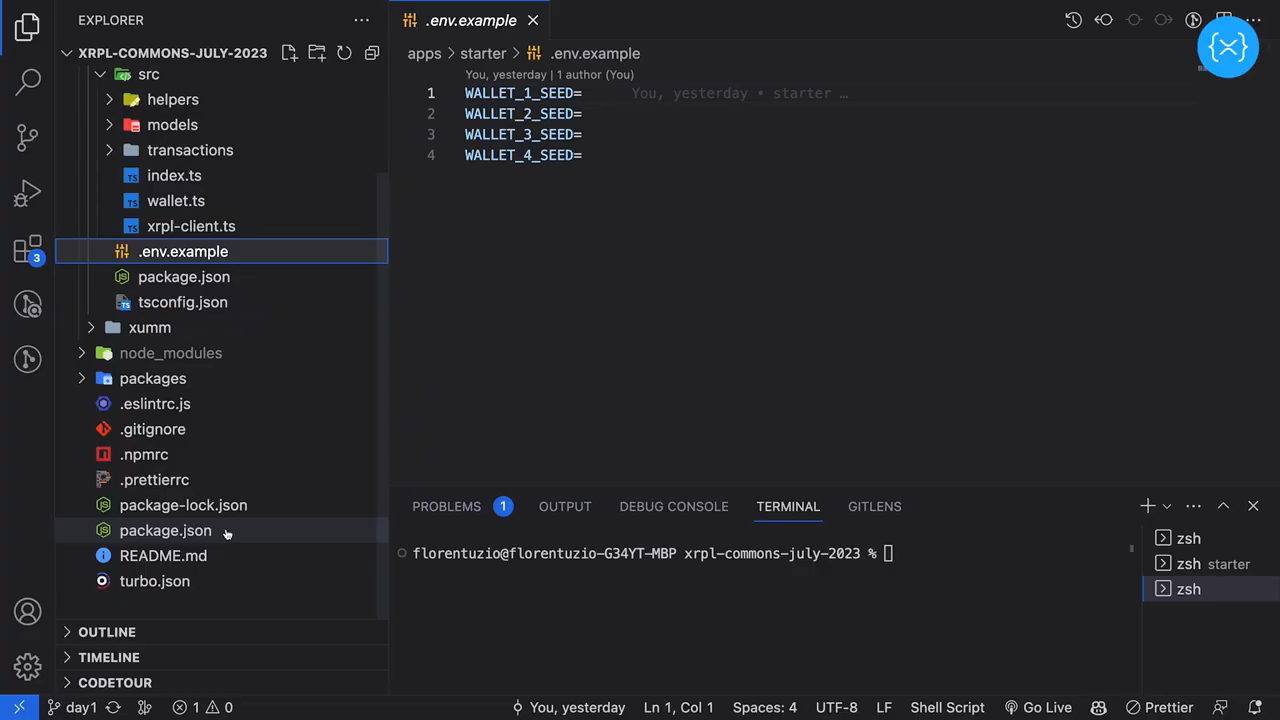 EXPLORER
XRPL-COMMONS-JULY-2023
src
helpers
models
transactions
TS index.ts
TS wallet.ts
TS xrpl-client.ts
.env.example
package.json
tsconfig.json
xumm
node_modules
packages
.eslintrc.js
.gitignore
.npmrc
.prettierrc
package-lock.json
package.json
README.md
turbo.json
OUTLINE
TIMELINE
CODETOUR
3
.env.example
apps > starter > .env.example
You, yesterday | 1 author (You)
1 WALLET_1_SEED= You, yesterday • starter …
2 WALLET_2_SEED=
3 WALLET_3_SEED=
4 WALLET_4_SEED=
{X}
PROBLEMS 1 OUTPUT DEBUG CONSOLE TERMINAL GITLENS
florentuzio@florentuzio-G34YT-MBP xrpl-commons-july-2023 %
zsh
zsh starter
zsh
day1 1 0 You, yesterday Ln 1, Col 1 Spaces: 4 UTF-8 LF Shell Script Go Live Prettier